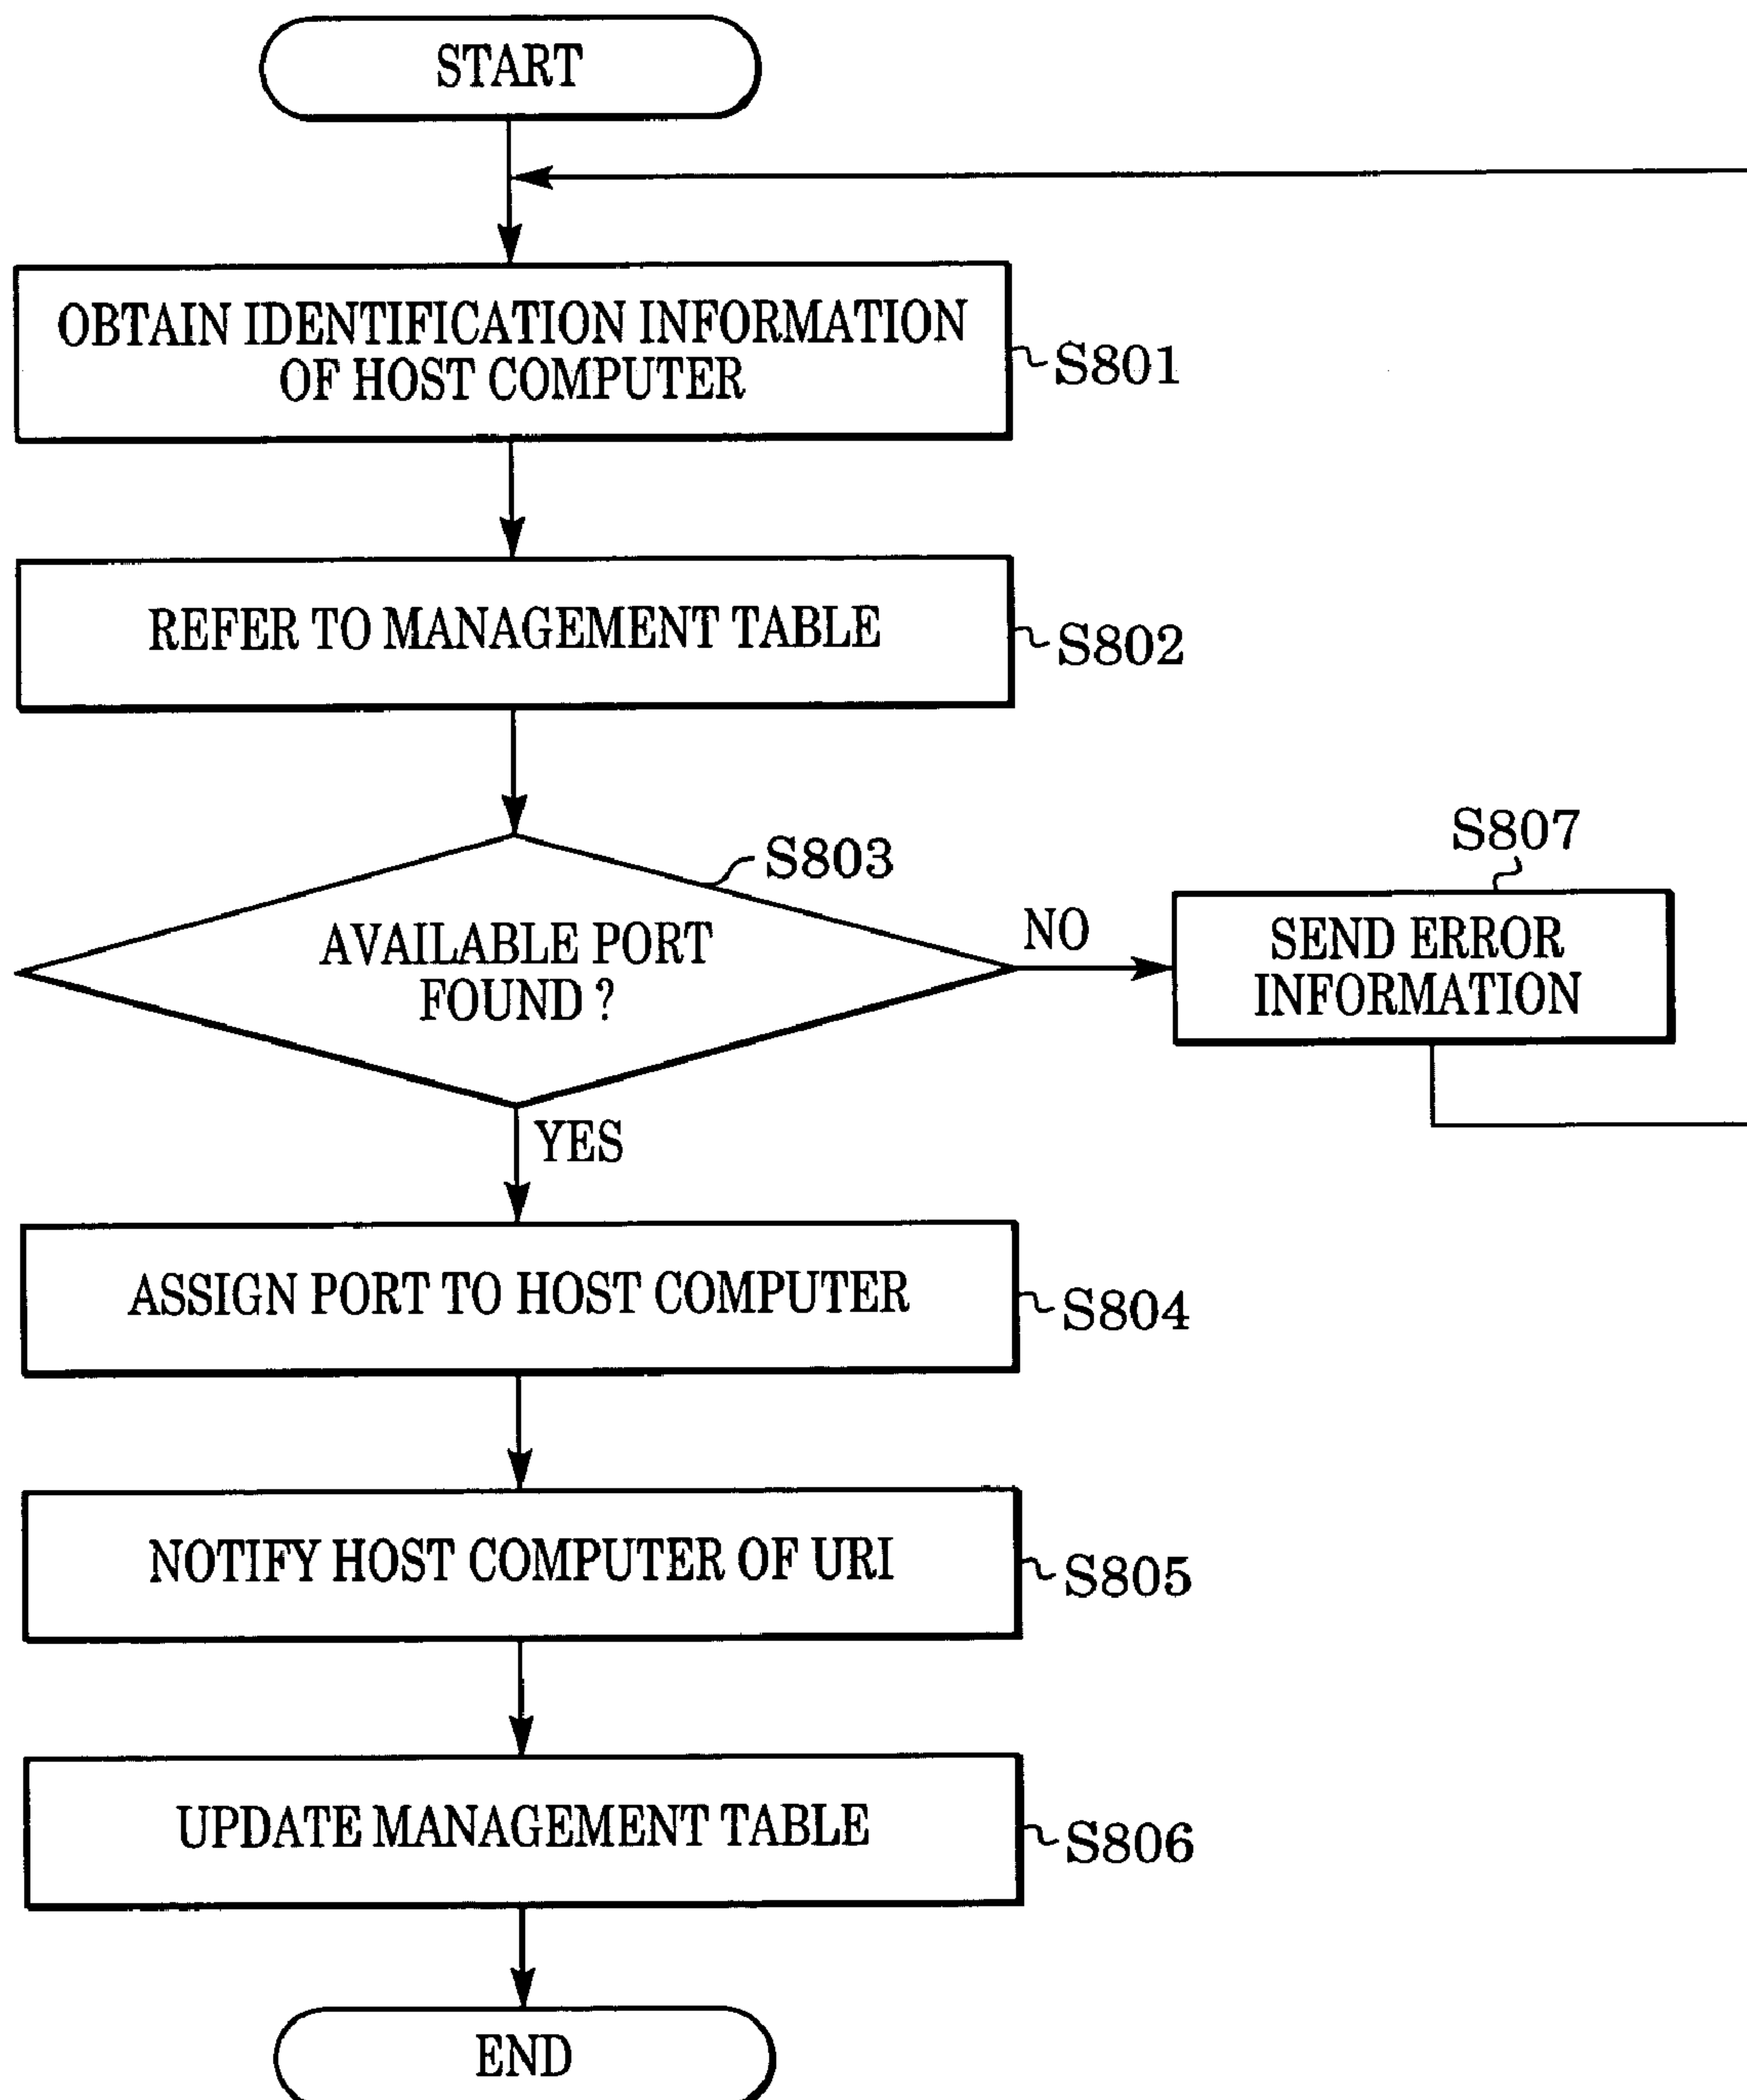 START
OBTAIN IDENTIFICATION INFORMATION
OF HOST COMPUTER
S801
REFER TO MANAGEMENT TABLE
S802
S803
AVAILABLE PORT
FOUND ?
NO
S807
SEND ERROR
INFORMATION
YES
ASSIGN PORT TO HOST COMPUTER
S804
NOTIFY HOST COMPUTER OF URI
S805
UPDATE MANAGEMENT TABLE
S806
END